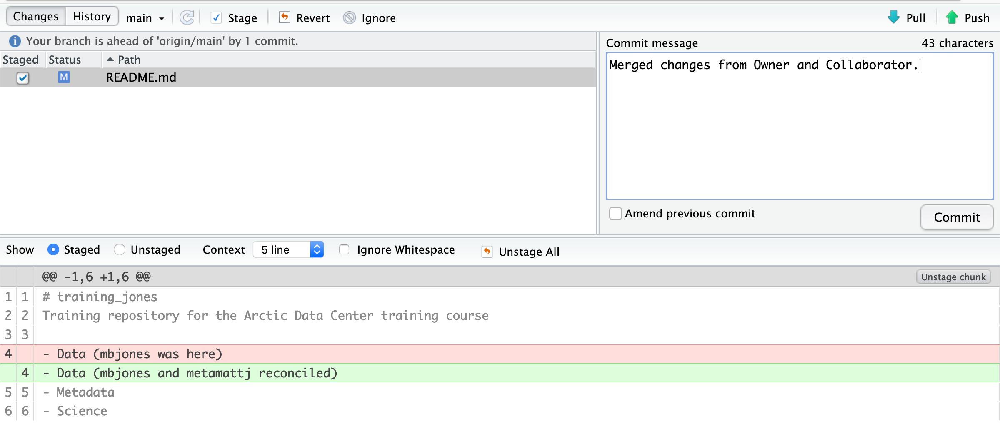 Changes History main Stage Revert Ignore Pull Push
Your branch is ahead of 'origin/main' by 1 commit.
Staged Status Path
M README.md
Commit message 43 characters
Merged changes from Owner and Collaborator.
Amend previous commit
Commit
Show Staged Unstaged Context 5 line Ignore Whitespace Unstage All
@@ -1,6 +1,6 @@ Unstage chunk
1 1 # training_jones
2 2 Training repository for the Arctic Data Center training course
3 3
4 - Data (mbjones was here)
4 - Data (mbjones and metamattj reconciled)
5 5 - Metadata
6 6 - Science